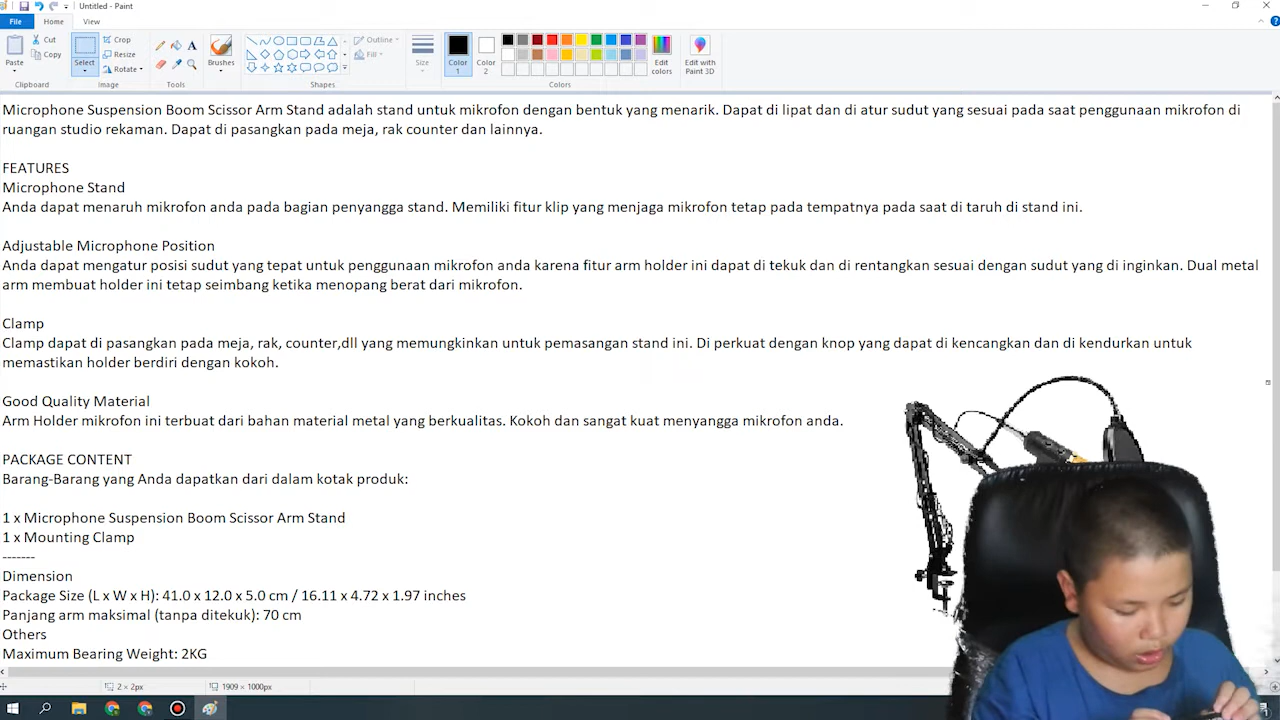 Untitled - Paint
File
Home
View
Paste
Cut
Copy
Clipboard
Select
Crop
Resize
Rotate
Image
Tools
Brushes
Shapes
Outline
Fill
Size
Color 1
Color 2
Edit colors
Colors
Edit with Paint 3D
Microphone Suspension Boom Scissor Arm Stand adalah stand untuk mikrofon dengan bentuk yang menarik. Dapat di lipat dan di atur sudut yang sesuai pada saat penggunaan mikrofon di
ruangan studio rekaman. Dapat di pasangkan pada meja, rak counter dan lainnya.
FEATURES
Microphone Stand
Anda dapat menaruh mikrofon anda pada bagian penyangga stand. Memiliki fitur klip yang menjaga mikrofon tetap pada tempatnya pada saat di taruh di stand ini.
Adjustable Microphone Position
Anda dapat mengatur posisi sudut yang tepat untuk penggunaan mikrofon anda karena fitur arm holder ini dapat di tekuk dan di rentangkan sesuai dengan sudut yang di inginkan. Dual metal
arm membuat holder ini tetap seimbang ketika menopang berat dari mikrofon.
Clamp
Clamp dapat di pasangkan pada meja, rak, counter,dll yang memungkinkan untuk pemasangan stand ini. Di perkuat dengan knop yang dapat di kencangkan dan di kendurkan untuk
memastikan holder berdiri dengan kokoh.
Good Quality Material
Arm Holder mikrofon ini terbuat dari bahan material metal yang berkualitas. Kokoh dan sangat kuat menyangga mikrofon anda.
PACKAGE CONTENT
Barang-Barang yang Anda dapatkan dari dalam kotak produk:
1 x Microphone Suspension Boom Scissor Arm Stand
1 x Mounting Clamp
-------
Dimension
Package Size (L x W x H): 41.0 x 12.0 x 5.0 cm / 16.11 x 4.72 x 1.97 inches
Panjang arm maksimal (tanpa ditekuk): 70 cm
Others
Maximum Bearing Weight: 2KG
2 × 2px
1909 × 1000px